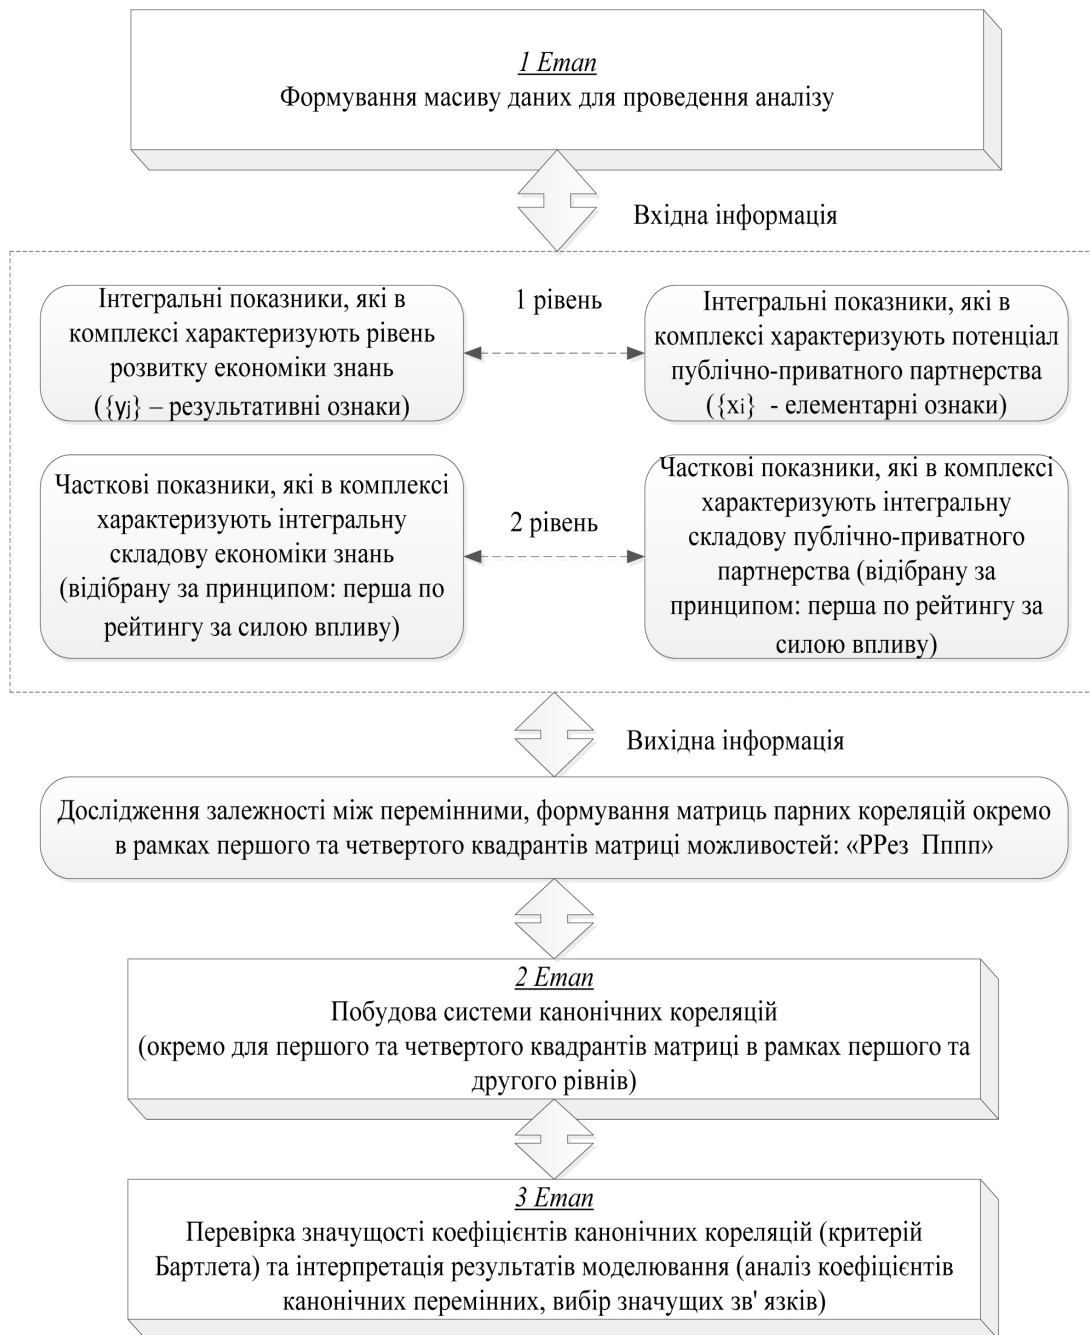 1 Етап
Формування масиву даних для проведення аналізу
Вхідна інформація
Інтегральні показники, які в
комплексі характеризують рівень
розвитку економіки знань
({yj} – результативні ознаки)
1 рівень
Інтегральні показники, які в
комплексі характеризують потенціал
публічно-приватного партнерства
({xi} - елементарні ознаки)
Часткові показники, які в комплексі
характеризують інтегральну
складову економіки знань
(відібрану за принципом: перша по
рейтингу за силою впливу)
2 рівень
Часткові показники, які в комплексі
характеризують інтегральну
складову публічно-приватного
партнерства (відібрану за
принципом: перша по рейтингу за
силою впливу)
Вихідна інформація
Дослідження залежності між перемінними, формування матриць парних кореляцій окремо
в рамках першого та четвертого квадрантів матриці можливостей: «РРез Пппп»
2 Етап
Побудова системи канонічних кореляцій
(окремо для першого та четвертого квадрантів матриці в рамках першого та
другого рівнів)
3 Етап
Перевірка значущості коефіцієнтів канонічних кореляцій (критерій
Бартлета) та інтерпретація результатів моделювання (аналіз коефіцієнтів
канонічних перемінних, вибір значущих зв' язків)